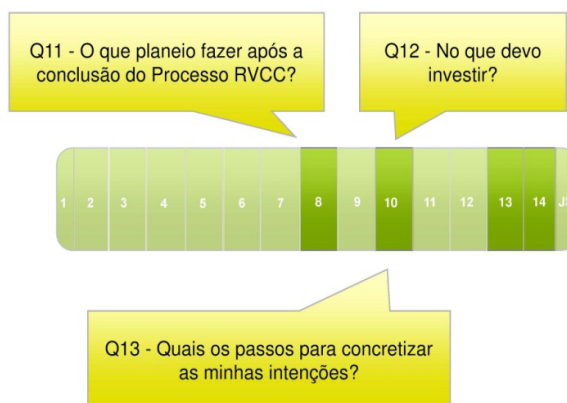 Q11 - O que planeio fazer após a
conclusão do Processo RVCC?
Q12 - No que devo
investir?
1 2 3 4 5 6 7 8 9 10 11 12 13 14
Q13 - Quais os passos para concretizar
as minhas intenções?